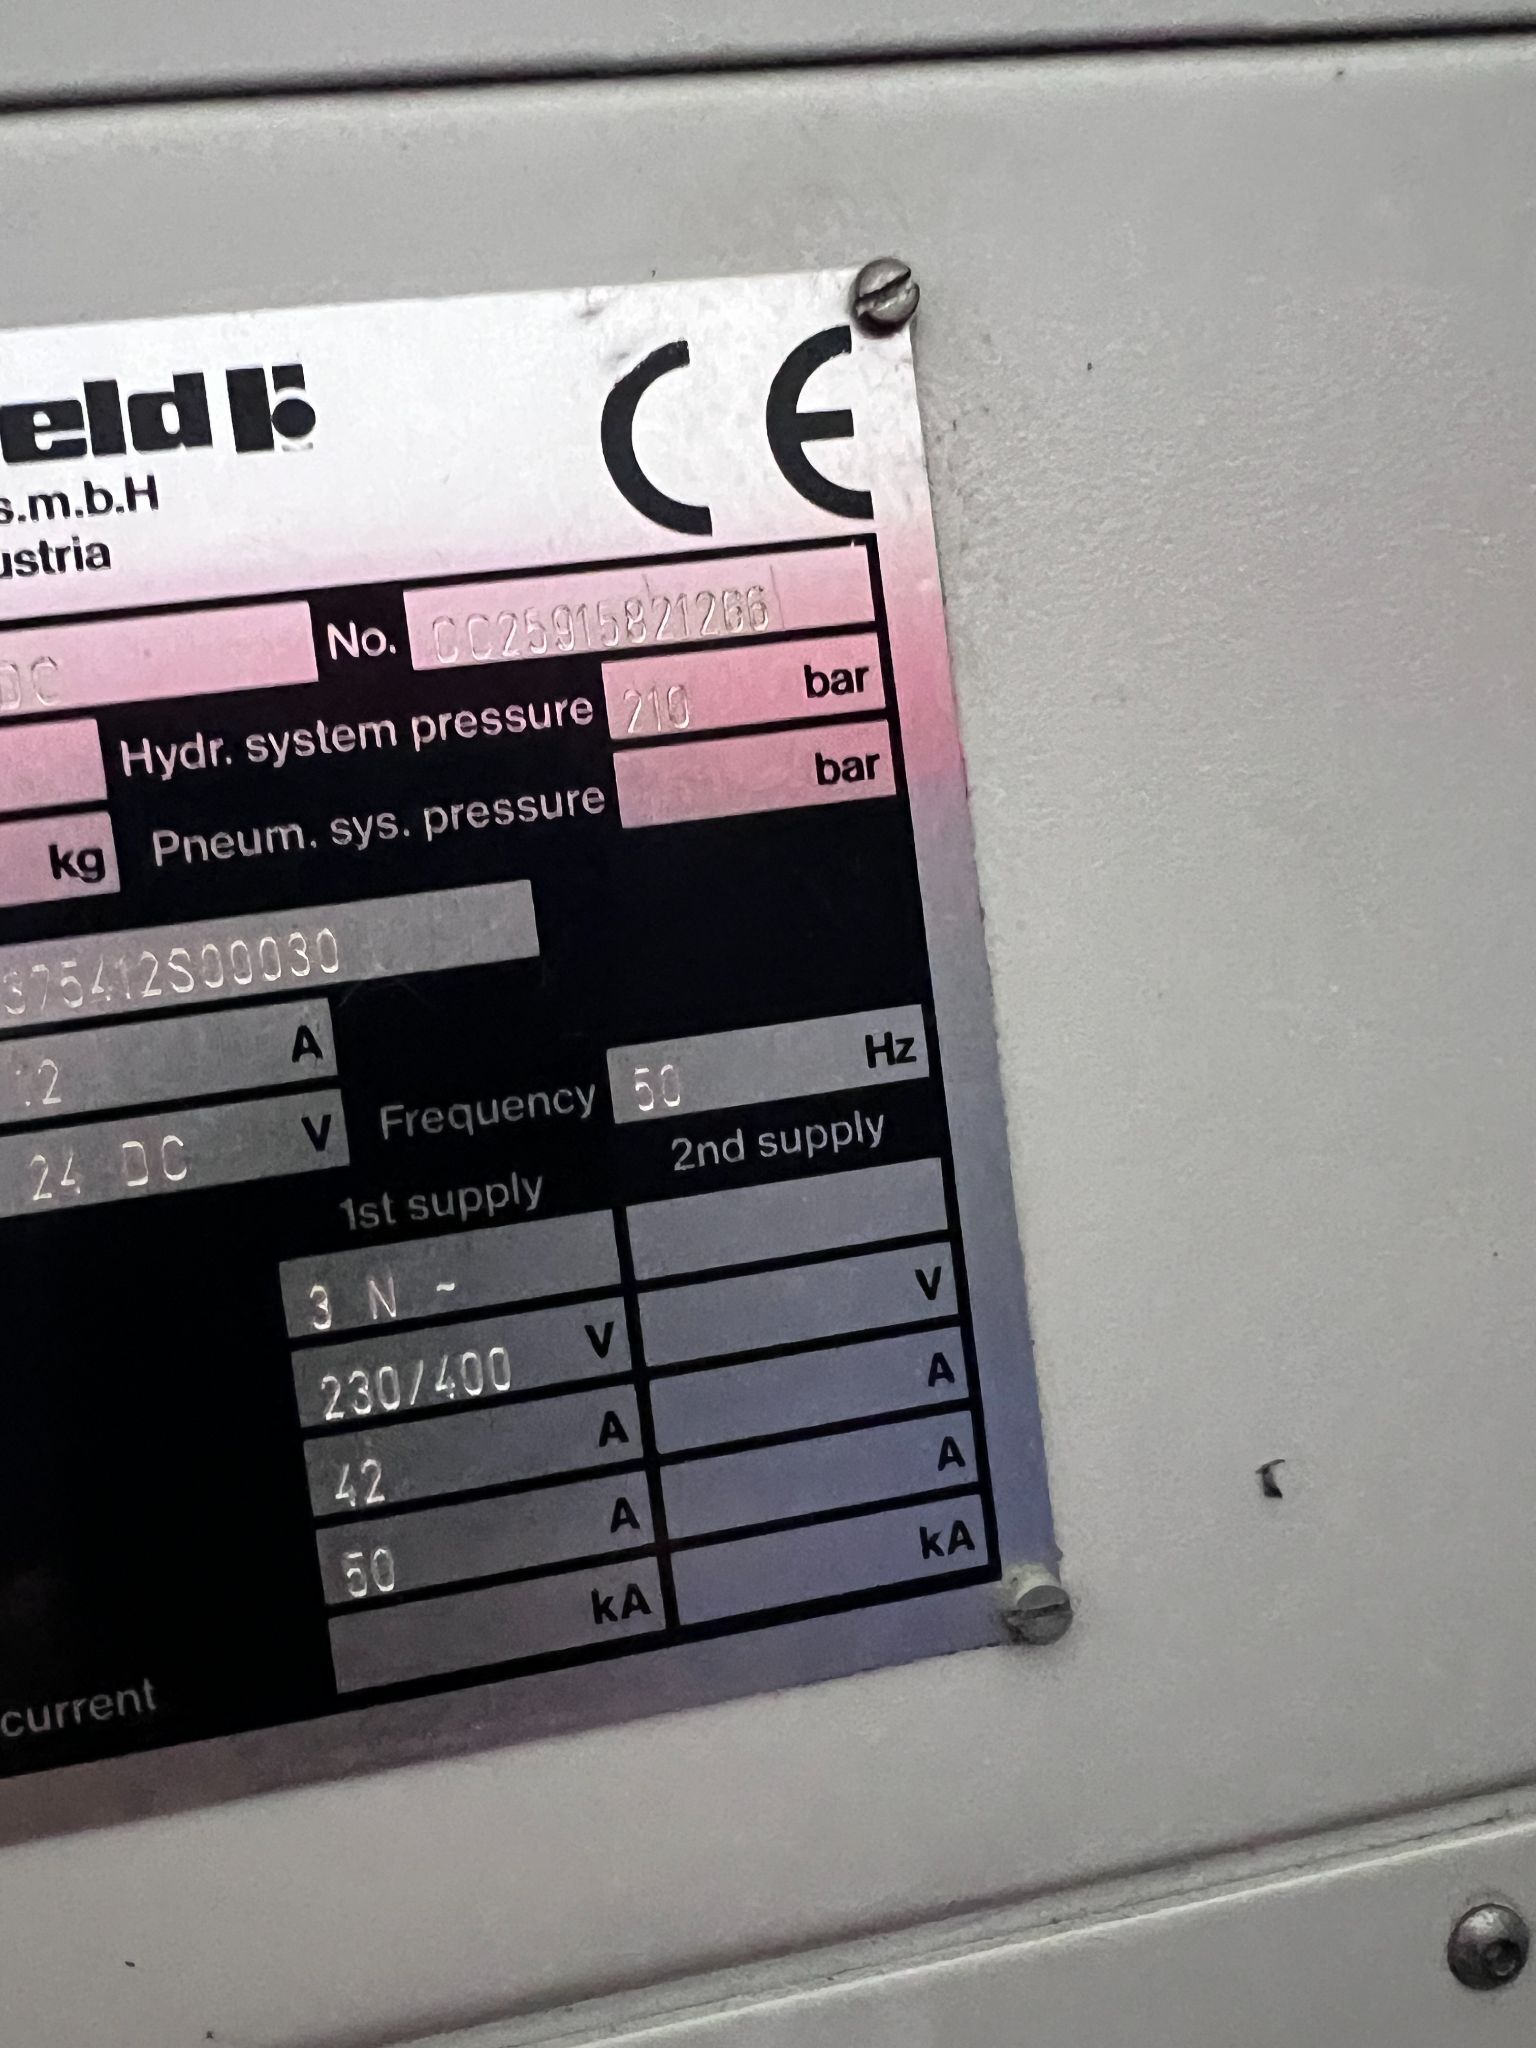 eld
s.m.b.H
ustria
CE
DC No. CC25915821266
Hydr. system pressure 210 bar
kg Pneum. sys. pressure bar
375412S00030
12 A
24 DC V Frequency 50 Hz
1st supply 2nd supply
3 N ~
230/400 V V
42 A A
50 A A
kA kA
current